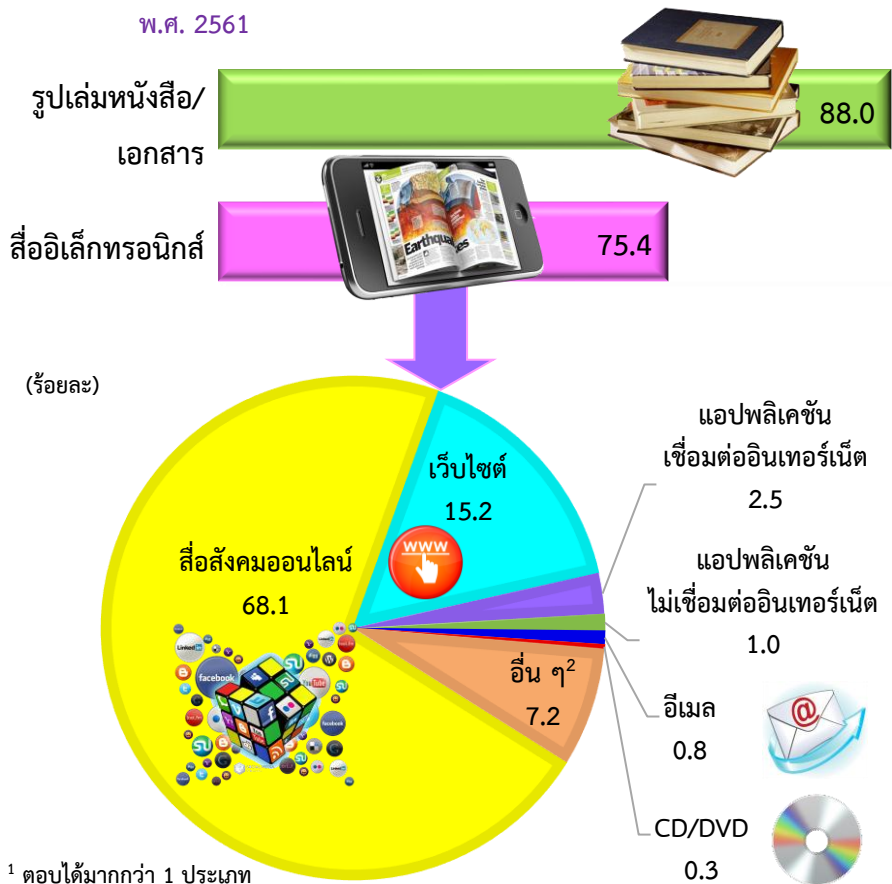 พ.ศ. 2561
รูปเล่มหนังสือ/
เอกสาร
88.0
Earthquakes
สื่ออิเล็กทรอนิกส์
75.4
(ร้อยละ)
แอปพลิเคชัน
เชื่อมต่ออินเทอร์เน็ต
2.5
เว็บไซต์
15.2
www
สื่อสังคมออนไลน์
68.1
แอปพลิเคชัน
ไม่เชื่อมต่ออินเทอร์เน็ต
1.0
LinkedIn
facebook
YouTube
facebook
อื่น ๆ²
7.2
อีเมล
0.8
@
CD/DVD
0.3
¹ ตอบได้มากกว่า 1 ประเภท